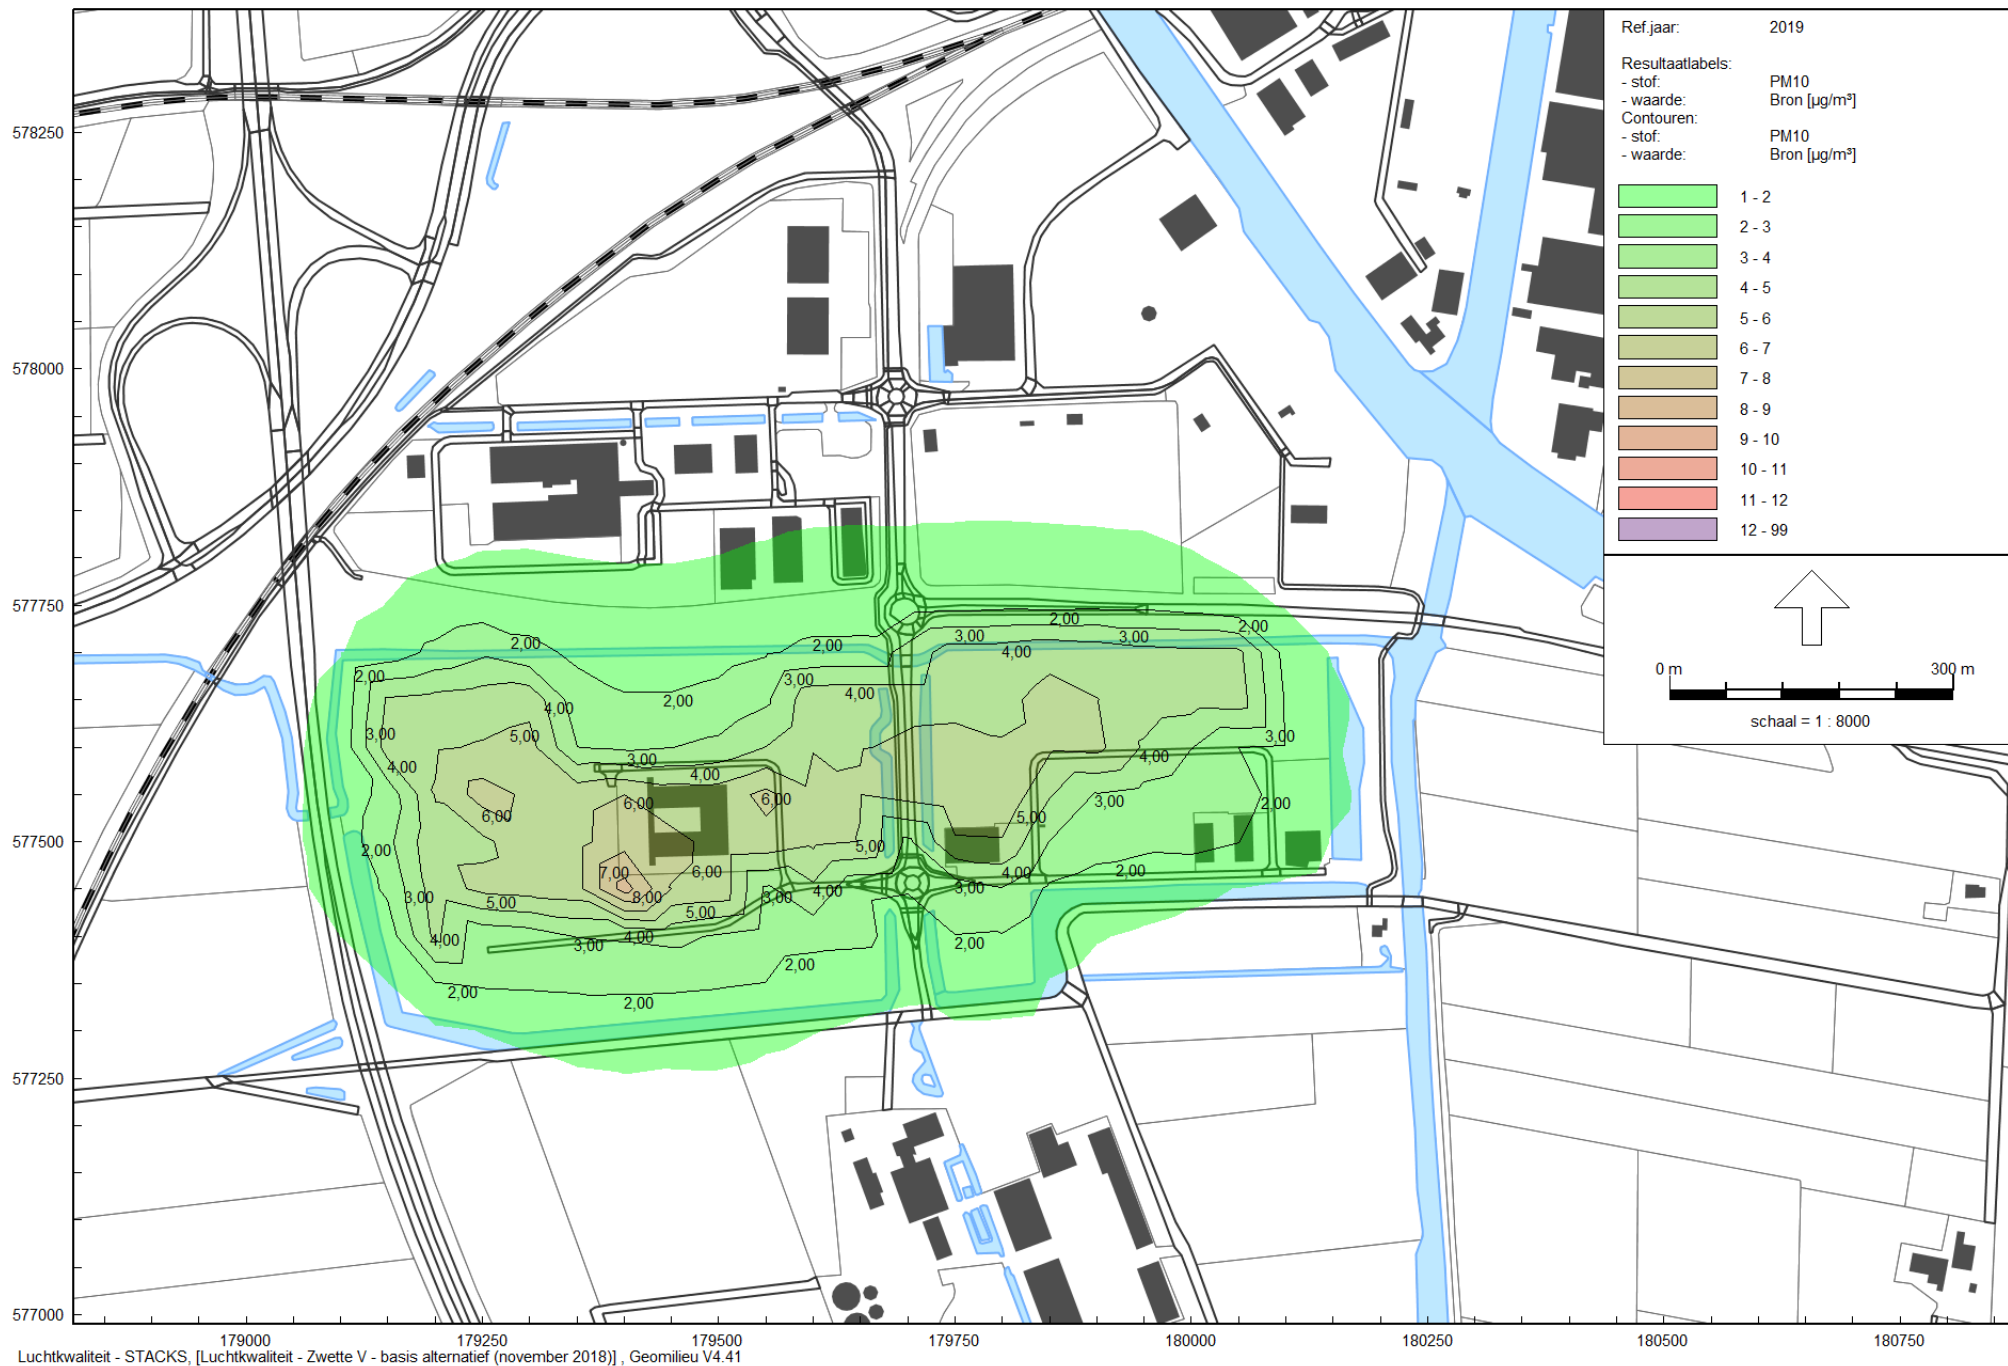 Ref.jaar: 2019
Resultaatlabels:
- stof: PM10
- waarde: Bron [µg/m³]
Contouren:
- stof: PM10
- waarde: Bron [µg/m³]
1 - 2
2 - 3
3 - 4
4 - 5
5 - 6
6 - 7
7 - 8
8 - 9
9 - 10
10 - 11
11 - 12
12 - 99
0 m 300 m
schaal = 1 : 8000
578250
578000
577750
577500
577250
577000
2,00 2,00
2,00 3,00 3,00 2,00
2,00 4,00
2,00 3,00
4,00 2,00
4,00
3,00 5,00 3,00
3,00 4,00
4,00 4,00
6,00 6,00 3,00 2,00
6,00 5,00
2,00 5,00
7,00 6,00 4,00 2,00
3,00 8,00 3,00 4,00 3,00
5,00 5,00
4,00 3,00 4,00 2,00
2,00
2,00 2,00
179000 179250 179500 179750 180000 180250 180500 180750
Luchtkwaliteit - STACKS, [Luchtkwaliteit - Zwette V - basis alternatief (november 2018)] , Geomilieu V4.41